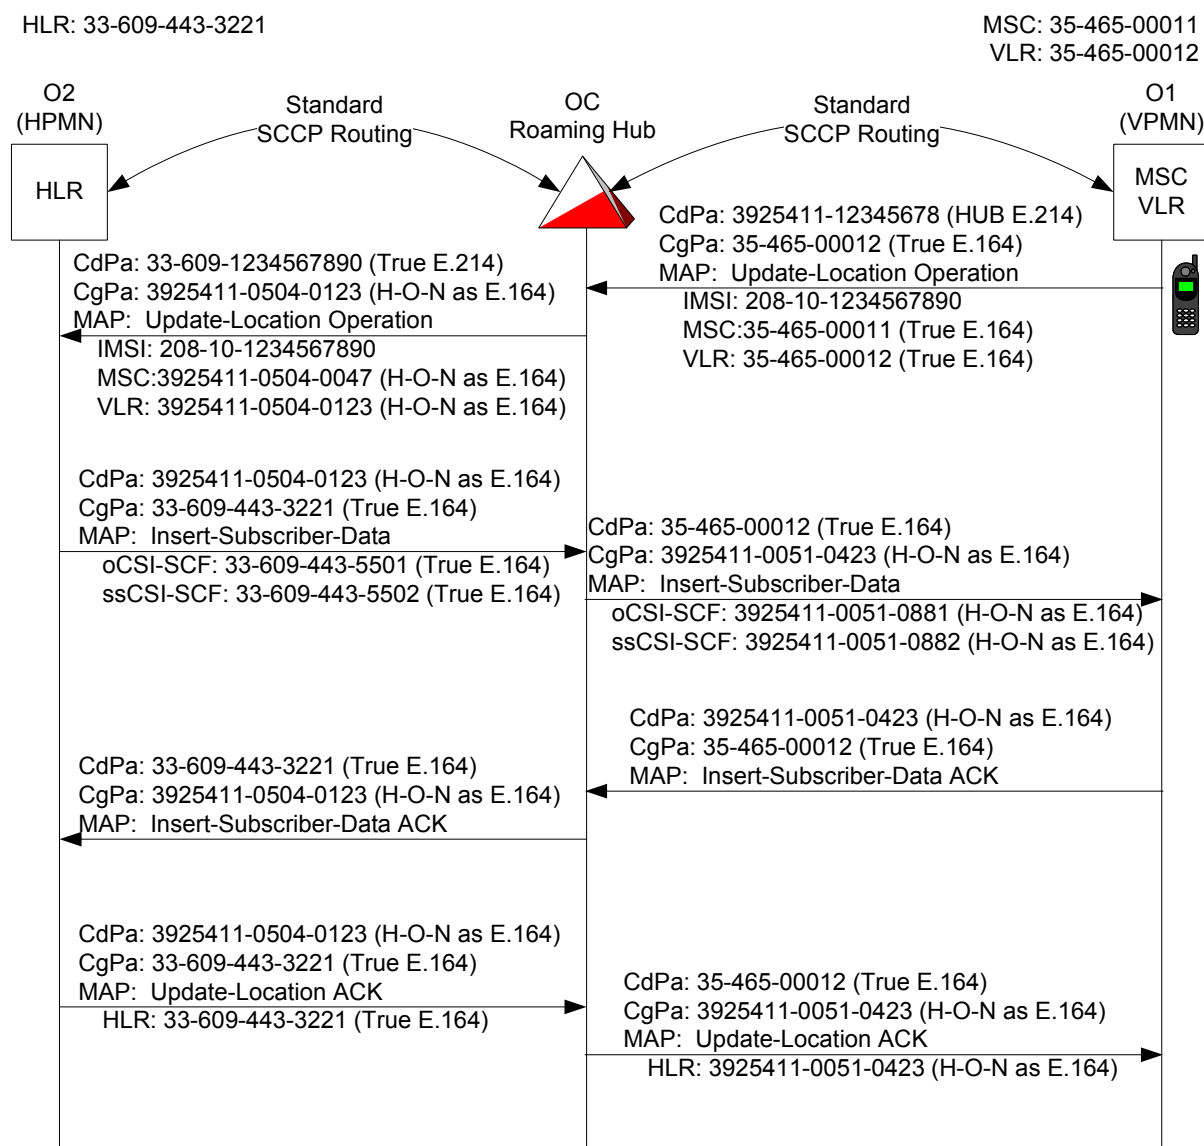 HLR: 33-609-443-3221
MSC: 35-465-00011
VLR: 35-465-00012
O2
(HPMN)
Standard
SCCP Routing
OC
Roaming Hub
Standard
SCCP Routing
O1
(VPMN)
HLR
MSC
VLR
CdPa: 3925411-12345678 (HUB E.214)
CgPa: 35-465-00012 (True E.164)
MAP: Update-Location Operation
IMSI: 208-10-1234567890
MSC:35-465-00011 (True E.164)
VLR: 35-465-00012 (True E.164)
CdPa: 33-609-1234567890 (True E.214)
CgPa: 3925411-0504-0123 (H-O-N as E.164)
MAP: Update-Location Operation
IMSI: 208-10-1234567890
MSC:3925411-0504-0047 (H-O-N as E.164)
VLR: 3925411-0504-0123 (H-O-N as E.164)
CdPa: 3925411-0504-0123 (H-O-N as E.164)
CgPa: 33-609-443-3221 (True E.164)
MAP: Insert-Subscriber-Data
oCSI-SCF: 33-609-443-5501 (True E.164)
ssCSI-SCF: 33-609-443-5502 (True E.164)
CdPa: 35-465-00012 (True E.164)
CgPa: 3925411-0051-0423 (H-O-N as E.164)
MAP: Insert-Subscriber-Data
oCSI-SCF: 3925411-0051-0881 (H-O-N as E.164)
ssCSI-SCF: 3925411-0051-0882 (H-O-N as E.164)
CdPa: 3925411-0051-0423 (H-O-N as E.164)
CgPa: 35-465-00012 (True E.164)
MAP: Insert-Subscriber-Data ACK
CdPa: 33-609-443-3221 (True E.164)
CgPa: 3925411-0504-0123 (H-O-N as E.164)
MAP: Insert-Subscriber-Data ACK
CdPa: 3925411-0504-0123 (H-O-N as E.164)
CgPa: 33-609-443-3221 (True E.164)
MAP: Update-Location ACK
HLR: 33-609-443-3221 (True E.164)
CdPa: 35-465-00012 (True E.164)
CgPa: 3925411-0051-0423 (H-O-N as E.164)
MAP: Update-Location ACK
HLR: 3925411-0051-0423 (H-O-N as E.164)